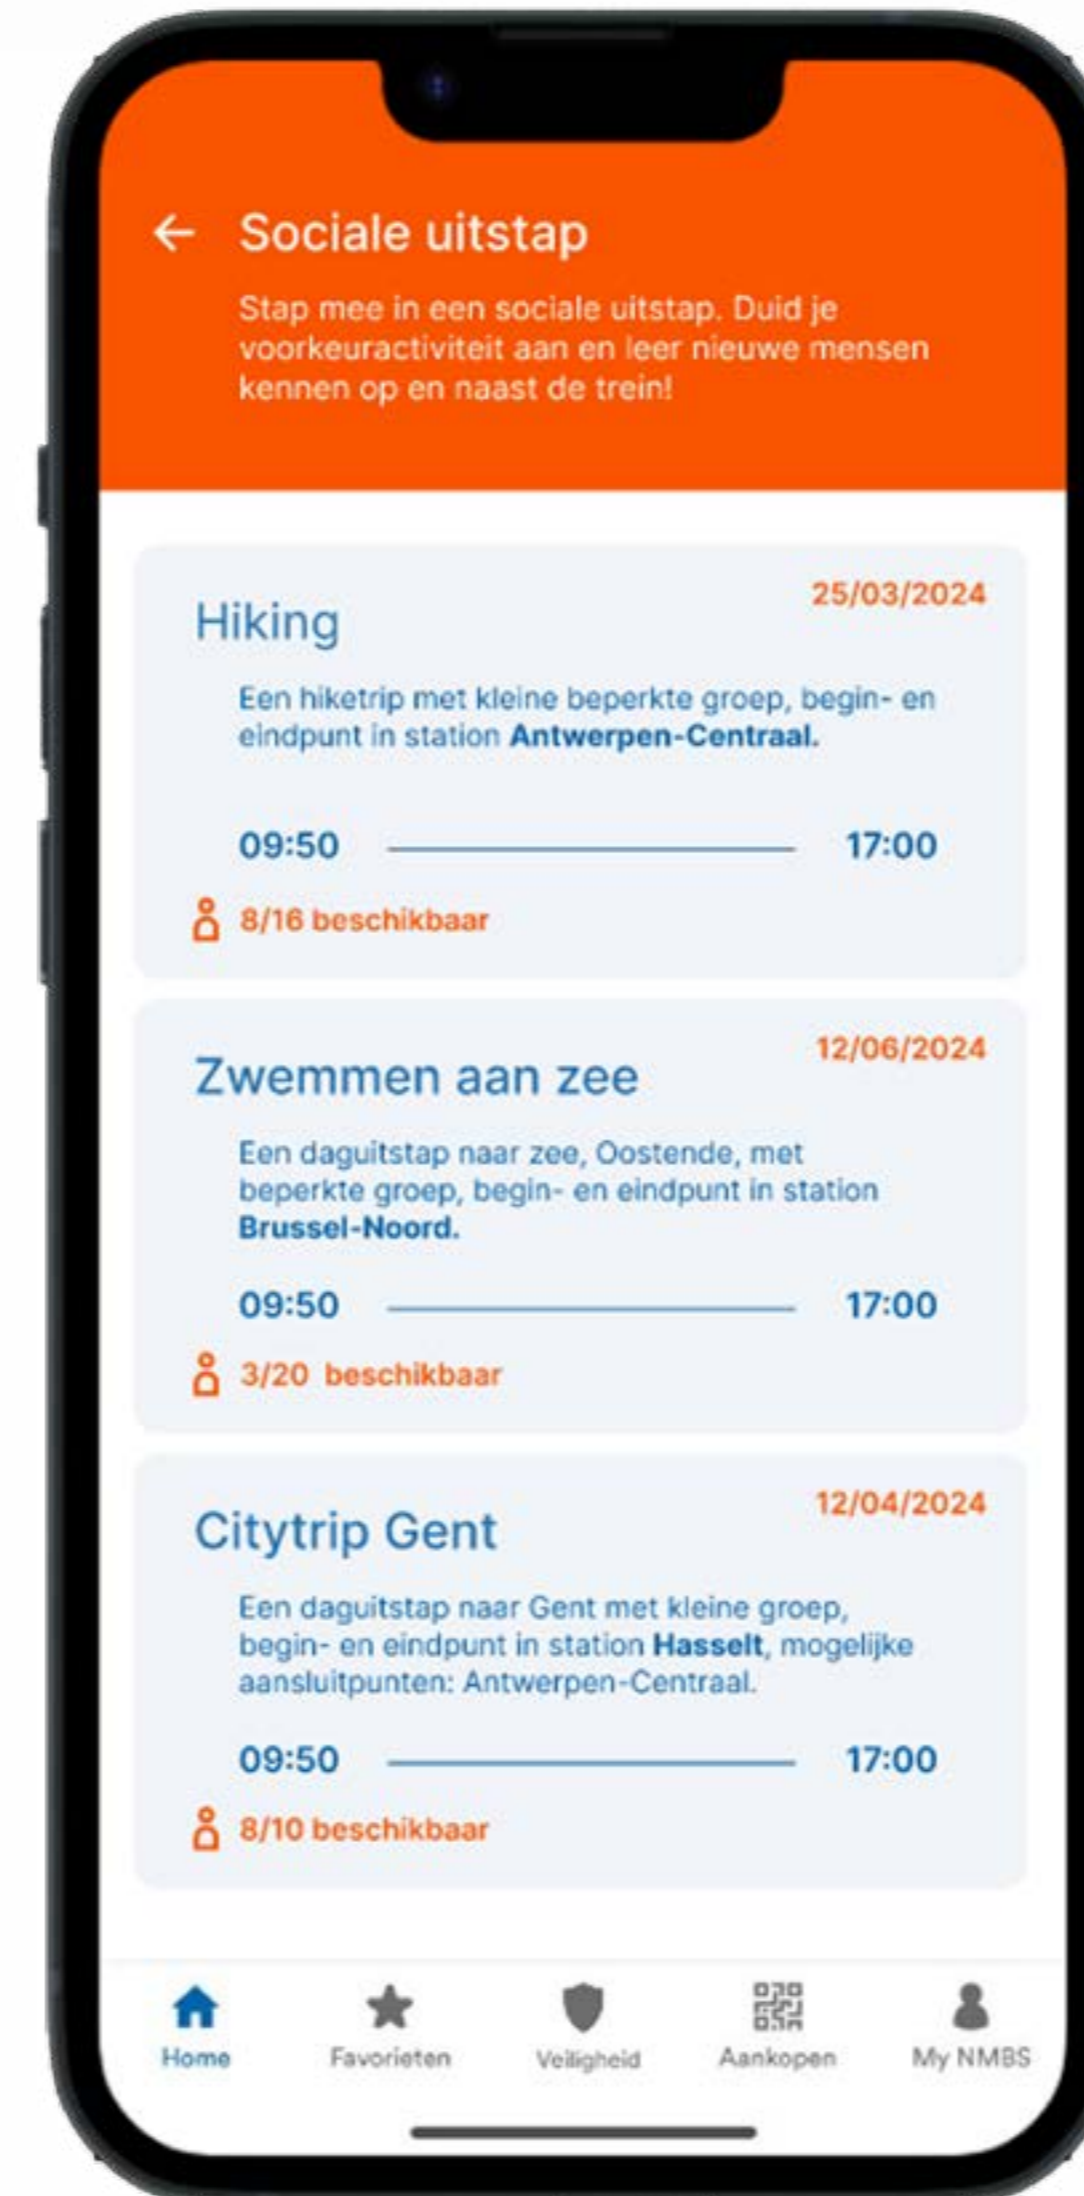 Sociale uitstap
Stap mee in een sociale uitstap. Duid je
voorkeuractiviteit aan en leer nieuwe mensen
kennen op en naast de trein!
Hiking
25/03/2024
Een hiketrip met kleine beperkte groep, begin- en
eindpunt in station Antwerpen-Centraal.
09:50 17:00
8/16 beschikbaar
Zwemmen aan zee
12/06/2024
Een daguitstap naar zee, Oostende, met
beperkte groep, begin- en eindpunt in station
Brussel-Noord.
09:50 17:00
3/20 beschikbaar
Citytrip Gent
12/04/2024
Een daguitstap naar Gent met kleine groep,
begin- en eindpunt in station Hasselt, mogelijke
aansluitpunten: Antwerpen-Centraal.
09:50 17:00
8/10 beschikbaar
Home Favorieten Veiligheid Aankopen My NMBS